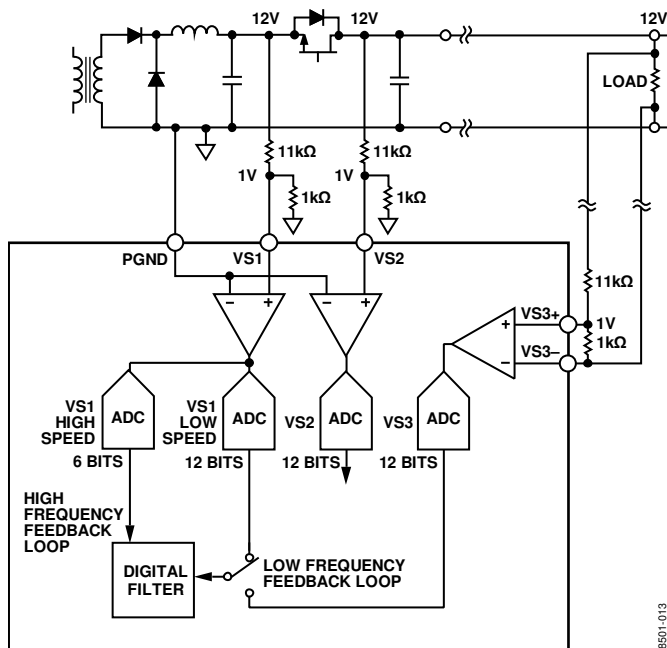 12V
12V
12V
LOAD
11kΩ
11kΩ
1V
1V
1kΩ
1kΩ
PGND
VS1
VS2
11kΩ
VS3+
1V
1kΩ
VS3–
–
+
–
+
+
–
VS1
HIGH
SPEED
ADC
VS1
LOW
SPEED
ADC
VS2
ADC
VS3
ADC
6 BITS
12 BITS
12 BITS
12 BITS
HIGH
FREQUENCY
FEEDBACK
LOOP
DIGITAL
FILTER
LOW FREQUENCY
FEEDBACK LOOP
8501-013